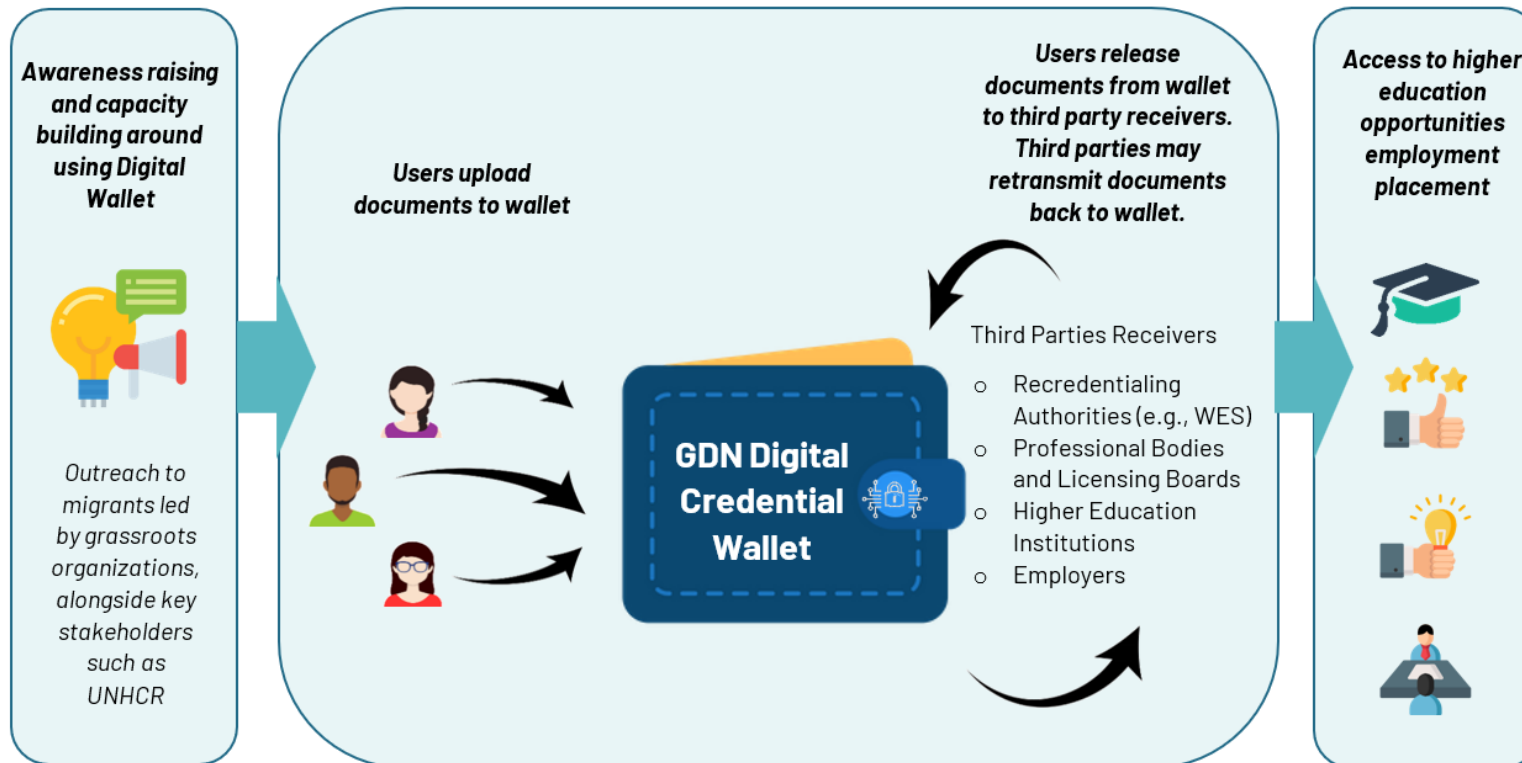 Awareness raising
and capacity
building around
using Digital
Wallet
Outreach to
migrants led
by grassroots
organizations,
alongside key
stakeholders
such as
UNHCR
Users upload
documents to wallet
GDN Digital
Credential
Wallet
Users release
documents from wallet
to third party receivers.
Third parties may
retransmit documents
back to wallet.
Third Parties Receivers
o Recredentialing
Authorities (e.g., WES)
o Professional Bodies
and Licensing Boards
o Higher Education
Institutions
o Employers
Access to higher
education
opportunities
employment
placement